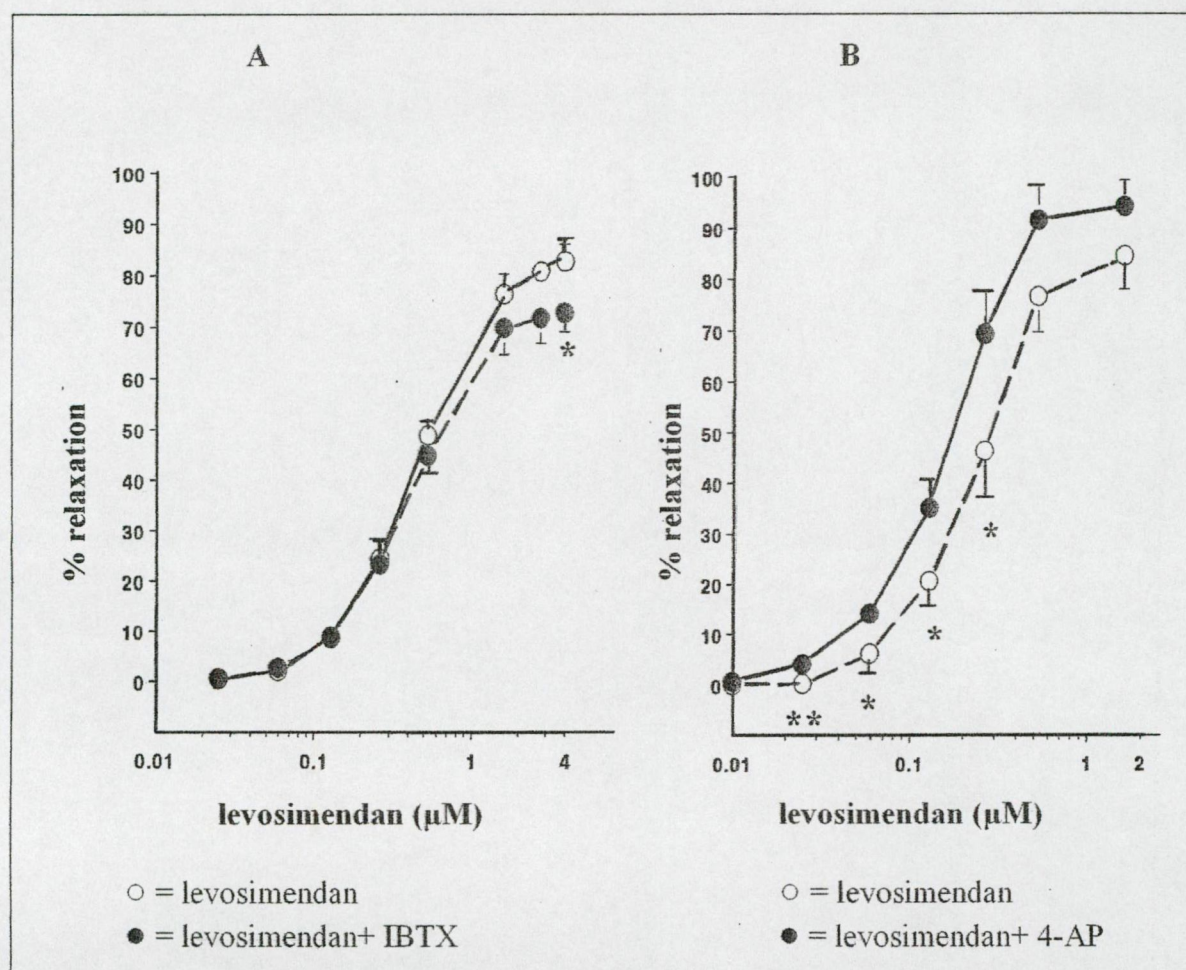 A
100
90
80
70
60
50
40
30
20
10
0
% relaxation
*
0.01 0.1 1 4
levosimendan (μM)
○ = levosimendan
● = levosimendan+ IBTX
B
100
90
80
70
60
50
40
30
20
10
0
% relaxation
*
*
*
**
0.01 0.1 1 2
levosimendan (μM)
○ = levosimendan
● = levosimendan+ 4-AP